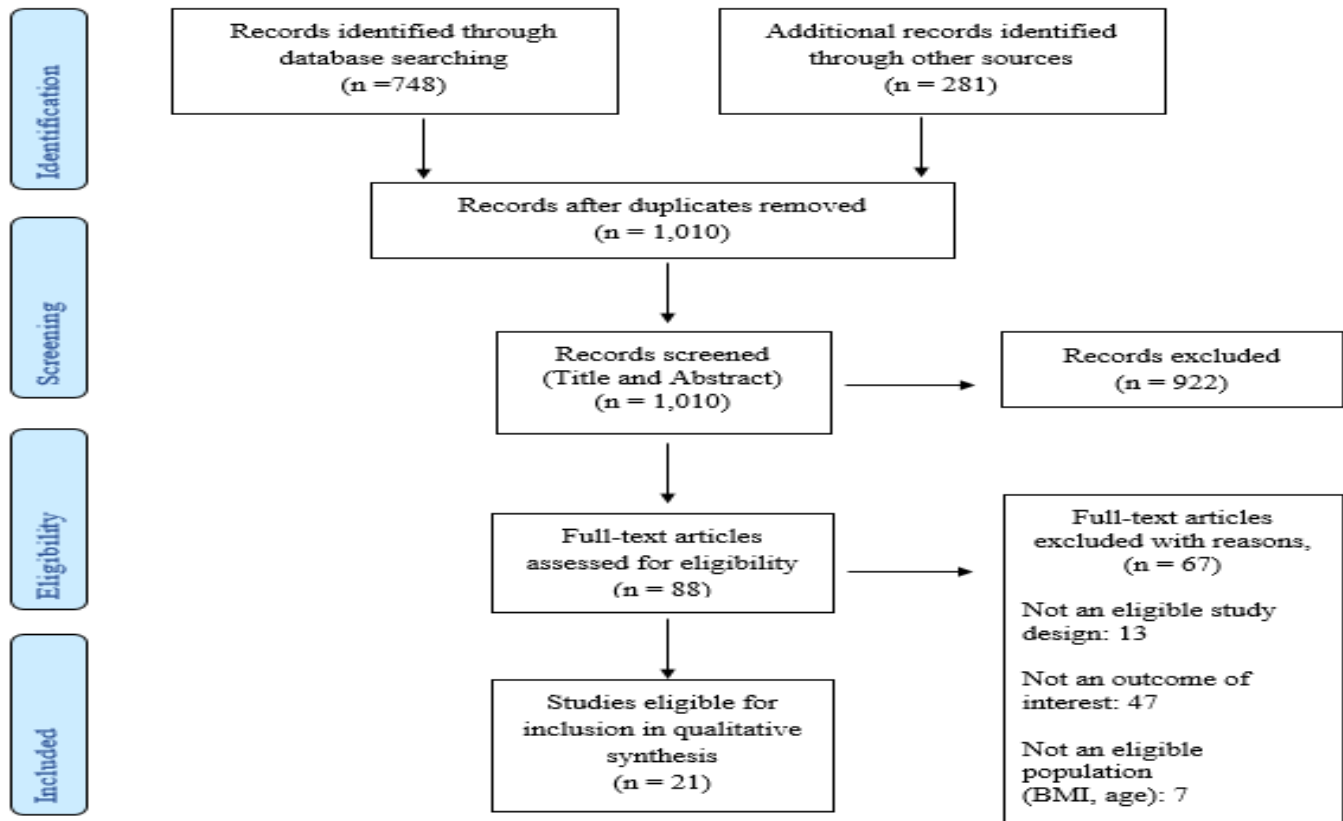 Identification
Records identified through
database searching
(n =748)
Additional records identified
through other sources
(n = 281)
Records after duplicates removed
(n = 1,010)
Screening
Records screened
(Title and Abstract)
(n = 1,010)
Records excluded
(n = 922)
Eligibility
Full-text articles
assessed for eligibility
(n = 88)
Full-text articles
excluded with reasons,
(n = 67)
Not an eligible study
design: 13
Not an outcome of
interest: 47
Not an eligible
population
(BMI, age): 7
Included
Studies eligible for
inclusion in qualitative
synthesis
(n = 21)